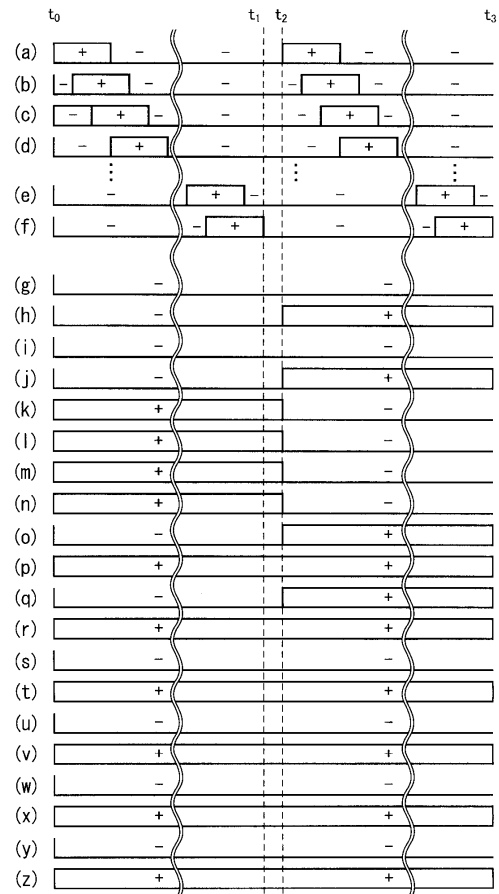 t₀ t₁ t₂ t₃
(a) + − − + − −
(b) − + − − − + − −
(c) − + − − − + − −
(d) − + − − + −
⋮ ⋮ ⋮
(e) − + − − + −
(f) − − + − − +
(g) − −
(h) − +
(i) − −
(j) − +
(k) + −
(l) + −
(m) + −
(n) + −
(o) − +
(p) + +
(q) − +
(r) + +
(s) − −
(t) + +
(u) − −
(v) + +
(w) − −
(x) + +
(y) − −
(z) + +